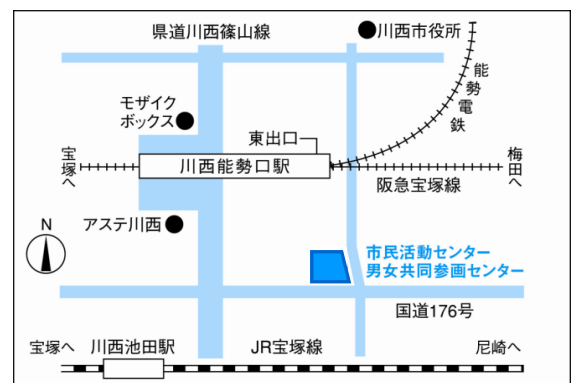 県道川西篠山線
川西市役所
能勢電鉄
モザイク
ボックス
東出口
宝塚へ
川西能勢口駅
梅田へ
阪急宝塚線
アステ川西
N
市民活動センター
男女共同参画センター
国道176号
宝塚へ
川西池田駅
JR宝塚線
尼崎へ